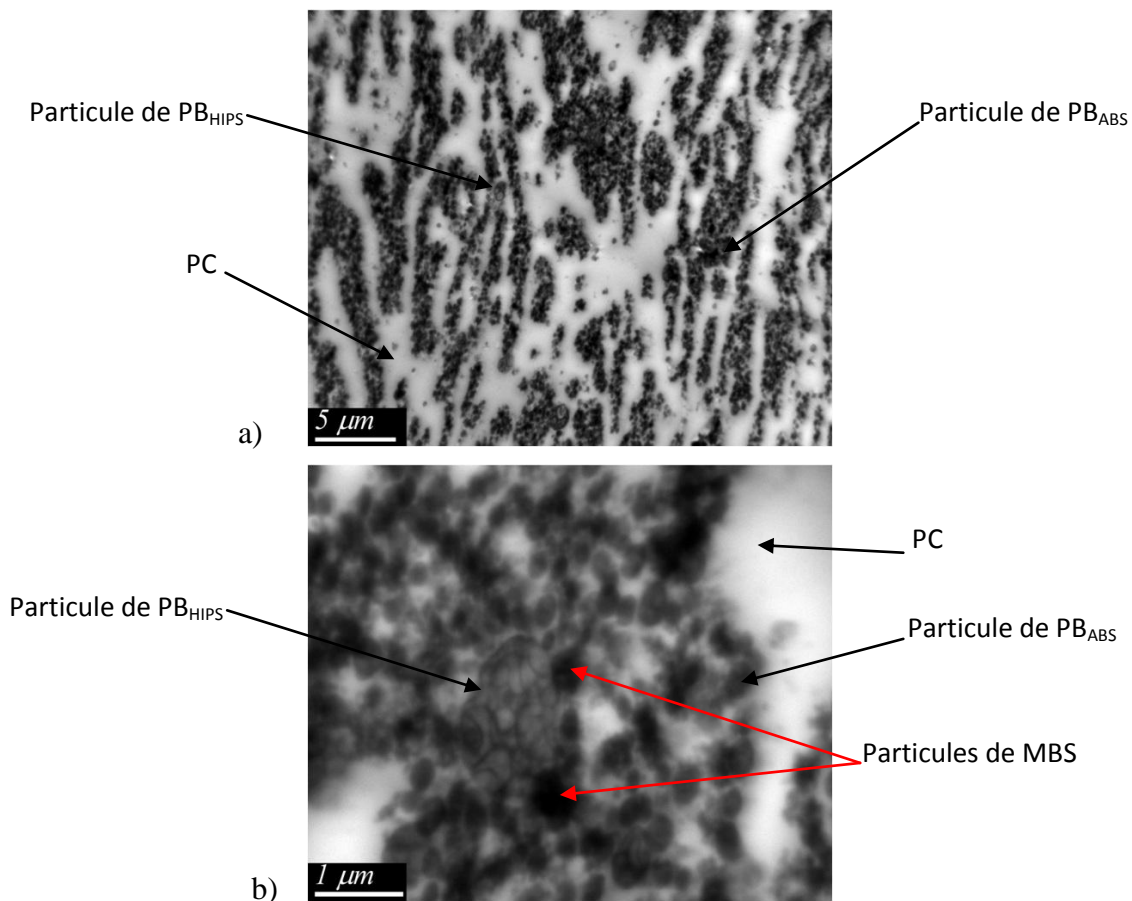 Particule de PB_HIPS
Particule de PB_ABS
PC
5 μm
a)
PC
Particule de PB_HIPS
Particule de PB_ABS
Particules de MBS
1 μm
b)